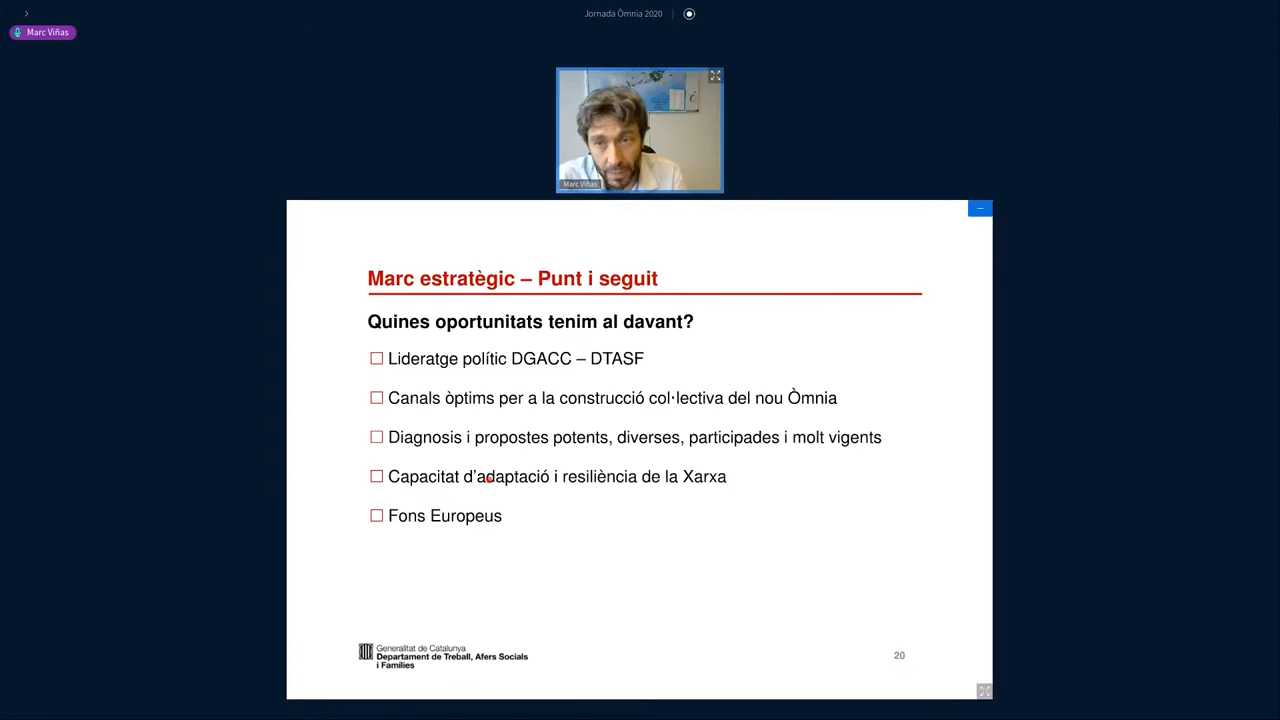 Jornada Òmnia 2020
Marc Viñas
Marc Viñas
Marc estratègic – Punt i seguit
Quines oportunitats tenim al davant?
Lideratge polític DGACC – DTASF
Canals òptims per a la construcció col·lectiva del nou Òmnia
Diagnosis i propostes potents, diverses, participades i molt vigents
Capacitat d’adaptació i resiliència de la Xarxa
Fons Europeus
Generalitat de Catalunya
Departament de Treball, Afers Socials
i Famílies
20